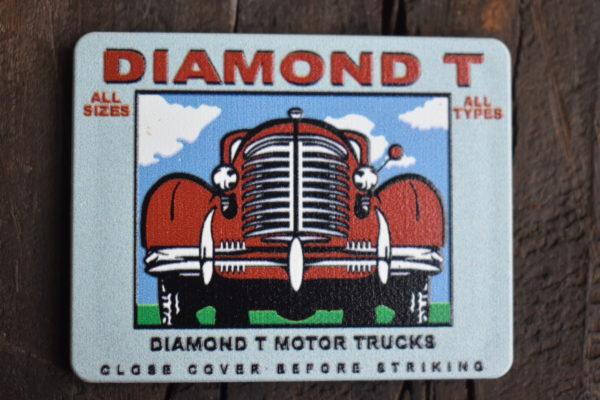 DIAMOND T
ALL SIZES
ALL TYPES
DIAMOND T MOTOR TRUCKS
CLOSE COVER BEFORE STRIKING